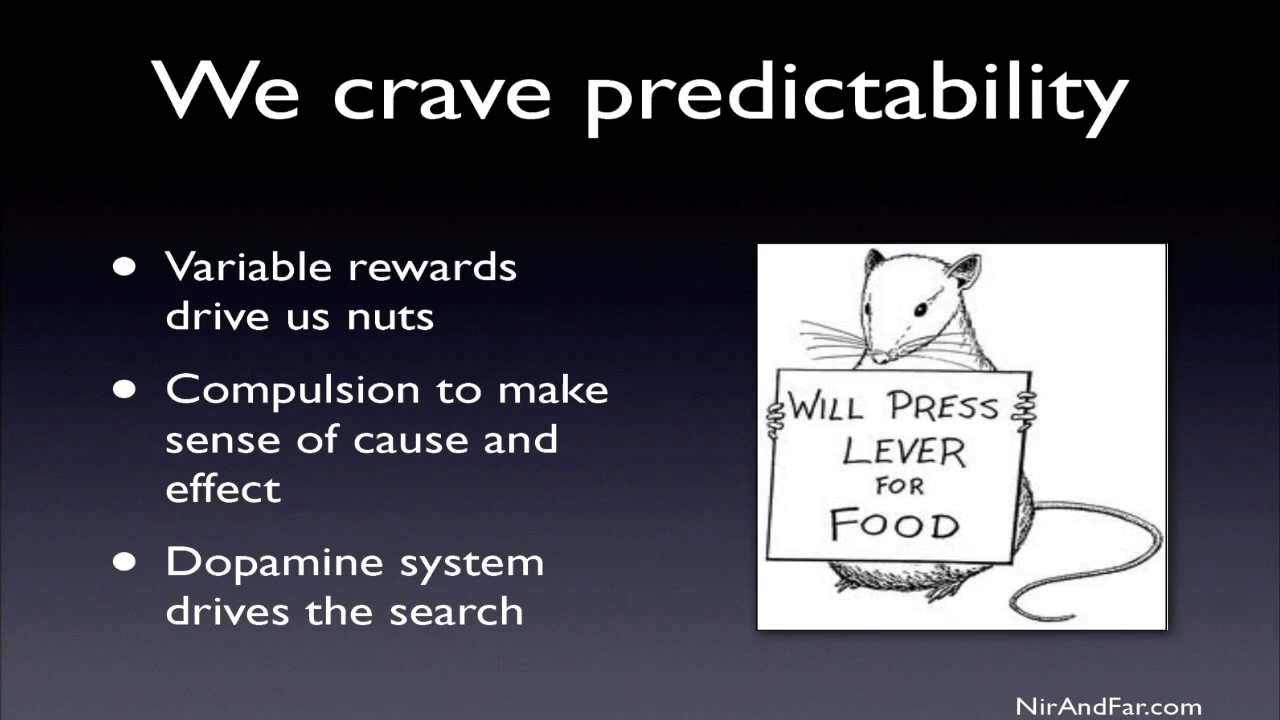 We crave predictability
• Variable rewards
drive us nuts
• Compulsion to make
sense of cause and
effect
• Dopamine system
drives the search
WILL PRESS
LEVER
FOR
FOOD
NirAndFar.com